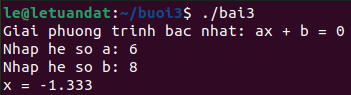 le@letuandat:~/buoi3$ ./bai3
Giai phuong trinh bac nhat: ax + b = 0
Nhap he so a: 6
Nhap he so b: 8
x = -1.333